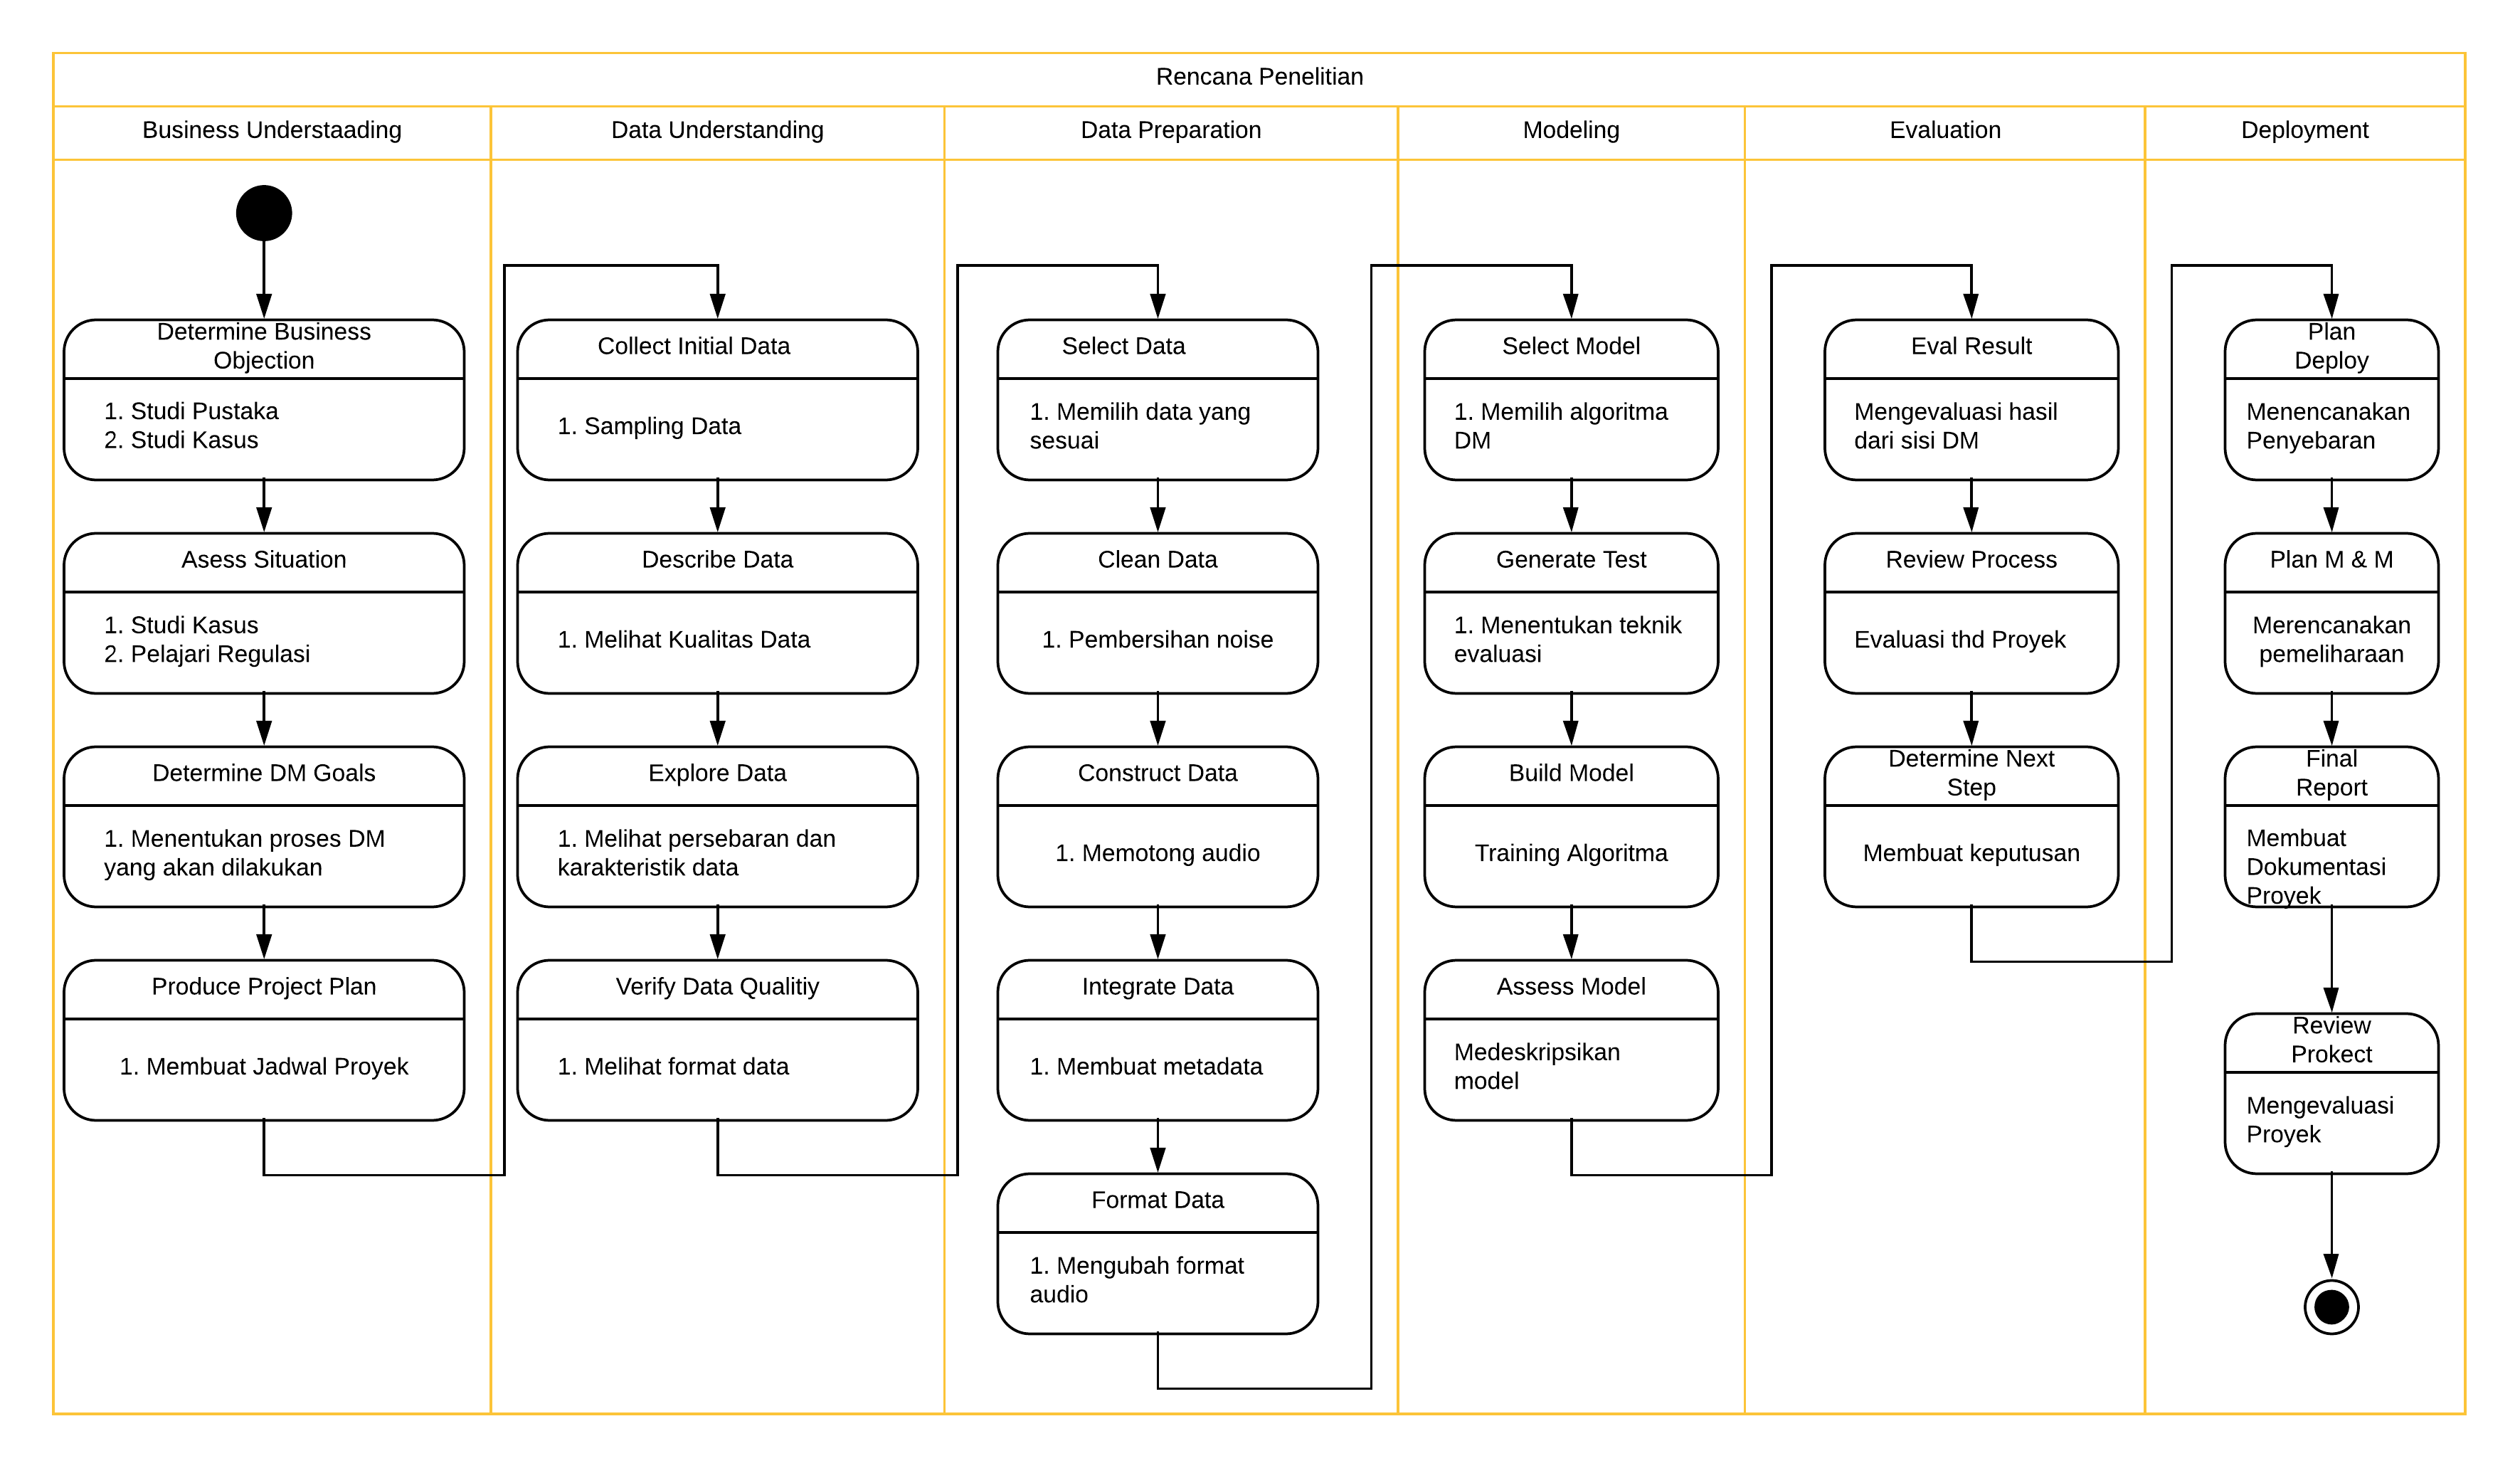 Rencana Penelitian
Business Understaading
Data Understanding
Data Preparation
Modeling
Evaluation
Deployment
Determine Business
Objection
1. Studi Pustaka
2. Studi Kasus
Asess Situation
1. Studi Kasus
2. Pelajari Regulasi
Determine DM Goals
1. Menentukan proses DM
yang akan dilakukan
Produce Project Plan
1. Membuat Jadwal Proyek
Collect Initial Data
1. Sampling Data
Describe Data
1. Melihat Kualitas Data
Explore Data
1. Melihat persebaran dan
karakteristik data
Verify Data Qualitiy
1. Melihat format data
Select Data
1. Memilih data yang
sesuai
Clean Data
1. Pembersihan noise
Construct Data
1. Memotong audio
Integrate Data
1. Membuat metadata
Format Data
1. Mengubah format
audio
Select Model
1. Memilih algoritma
DM
Generate Test
1. Menentukan teknik
evaluasi
Build Model
Training Algoritma
Assess Model
Medeskripsikan
model
Eval Result
Mengevaluasi hasil
dari sisi DM
Review Process
Evaluasi thd Proyek
Determine Next
Step
Membuat keputusan
Plan
Deploy
Menencanakan
Penyebaran
Plan M & M
Merencanakan
pemeliharaan
Final
Report
Membuat
Dokumentasi
Proyek
Review
Prokect
Mengevaluasi
Proyek